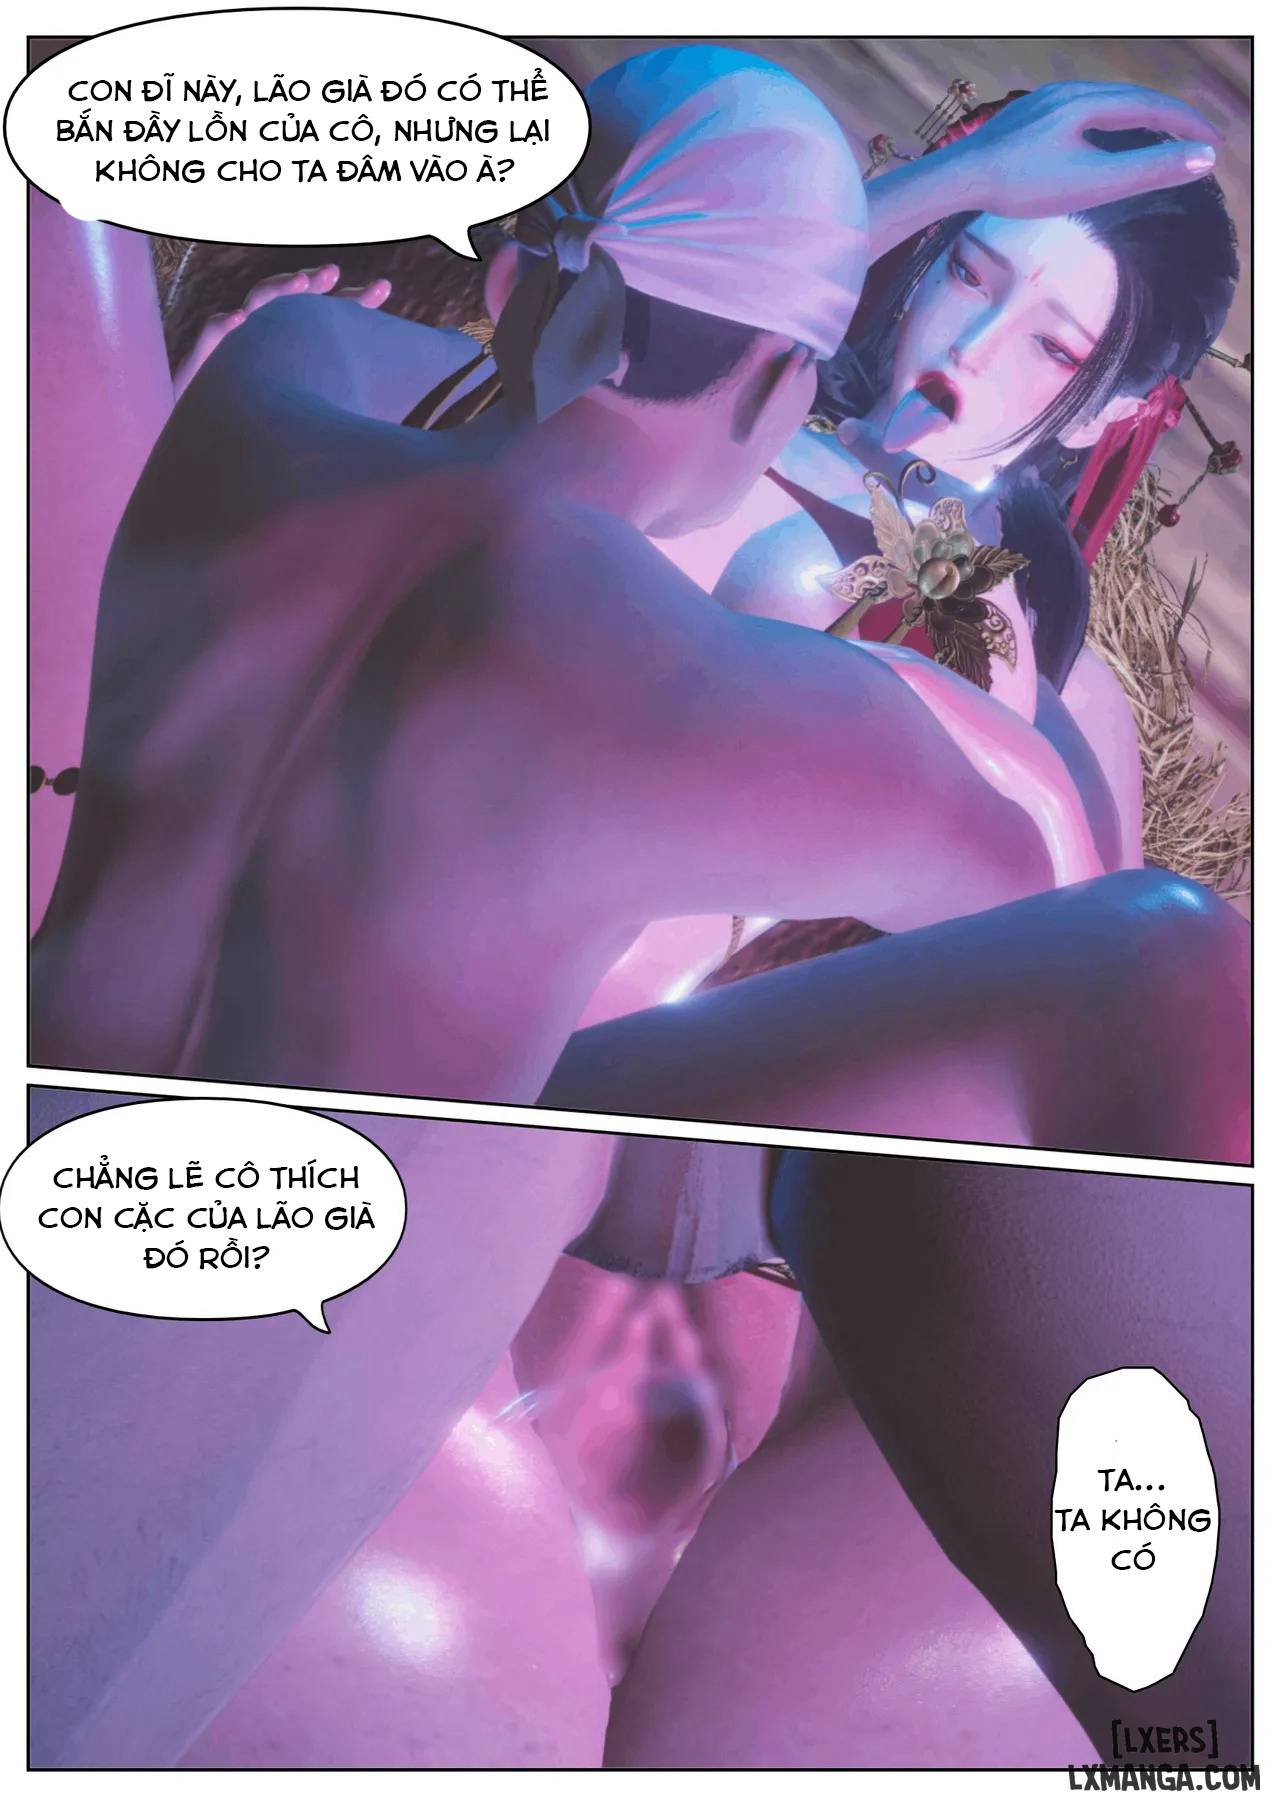 CON ĐĨ NÀY, LÃO GIÀ ĐÓ CÓ THỂ
BẮN ĐẦY LỒN CỦA CÔ, NHƯNG LẠI
KHÔNG CHO TA ĐÂM VÀO À?
CHẲNG LẼ CÔ THÍCH
CON CẶC CỦA LÃO GIÀ
ĐÓ RỒI?
TA...
TA KHÔNG
CÓ
[LXERS]
LXMANGA.COM